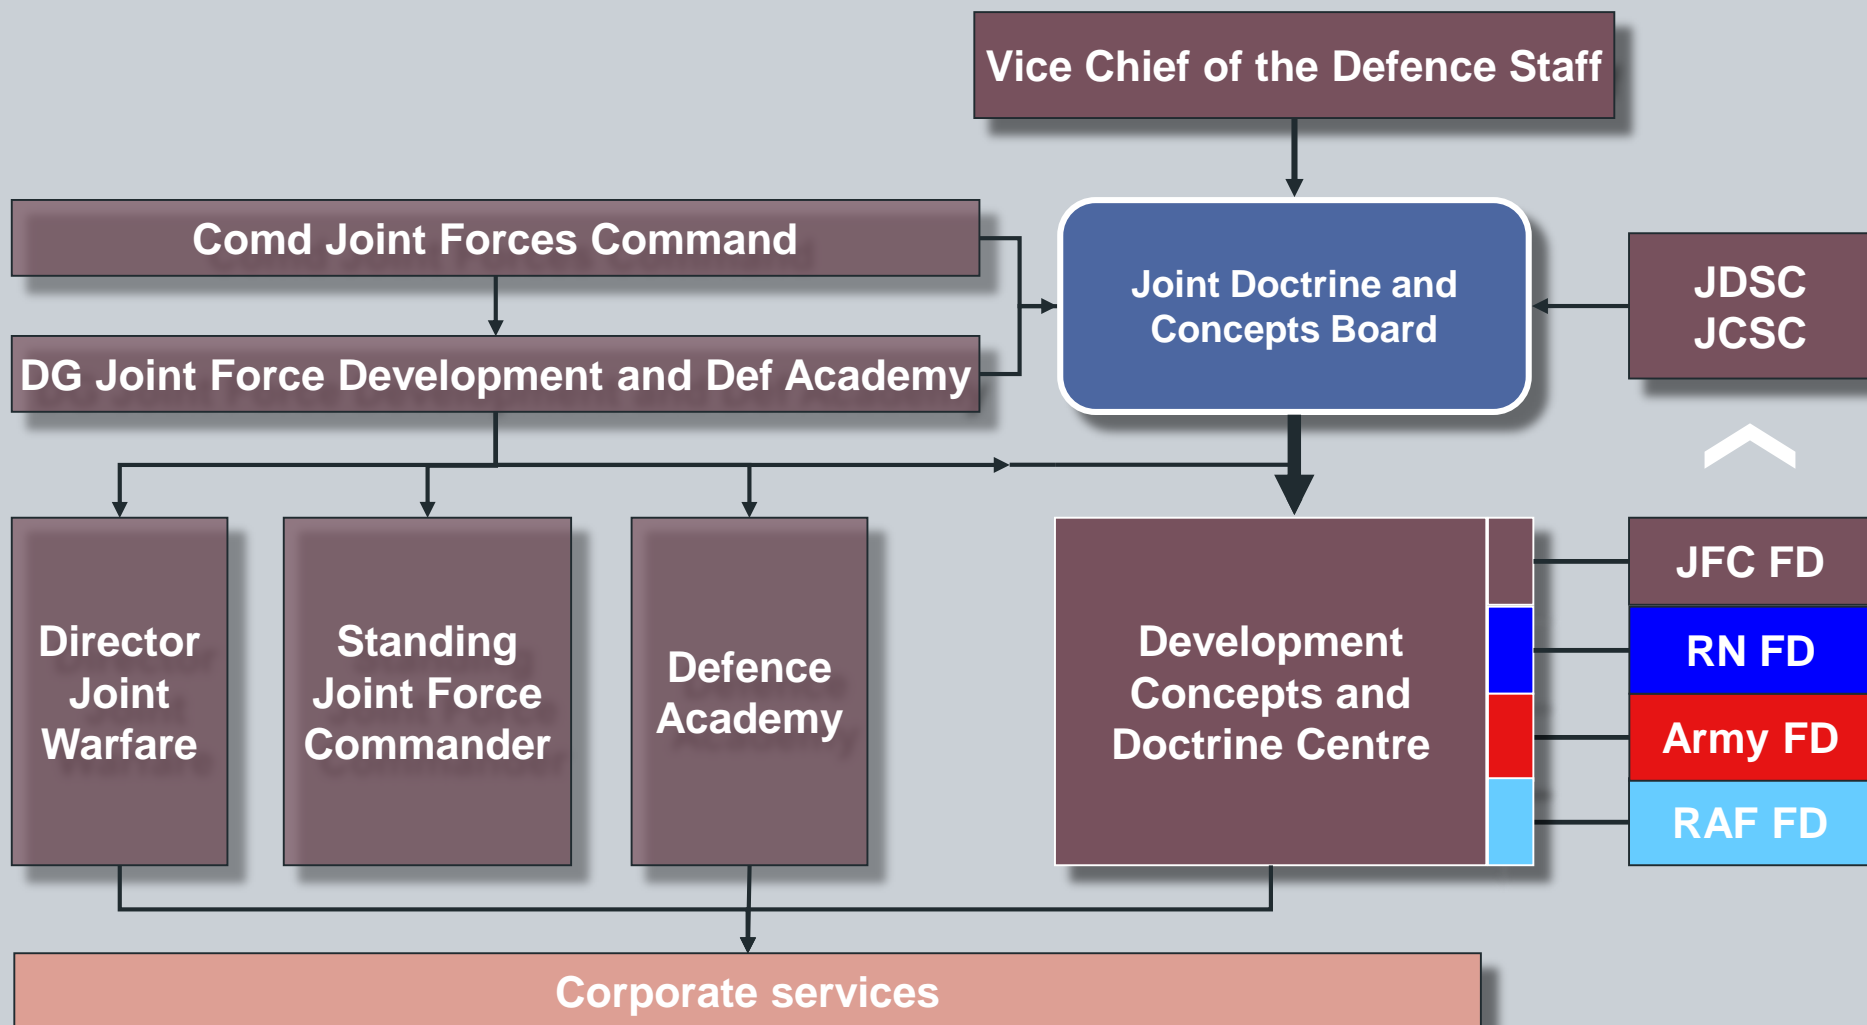 Vice Chief of the Defence Staff
Comd Joint Forces Command
Joint Doctrine and
Concepts Board
JDSC
JCSC
DG Joint Force Development and Def Academy
Director
Joint
Warfare
Standing
Joint Force
Commander
Defence
Academy
Development
Concepts and
Doctrine Centre
JFC FD
RN FD
Army FD
RAF FD
Corporate services